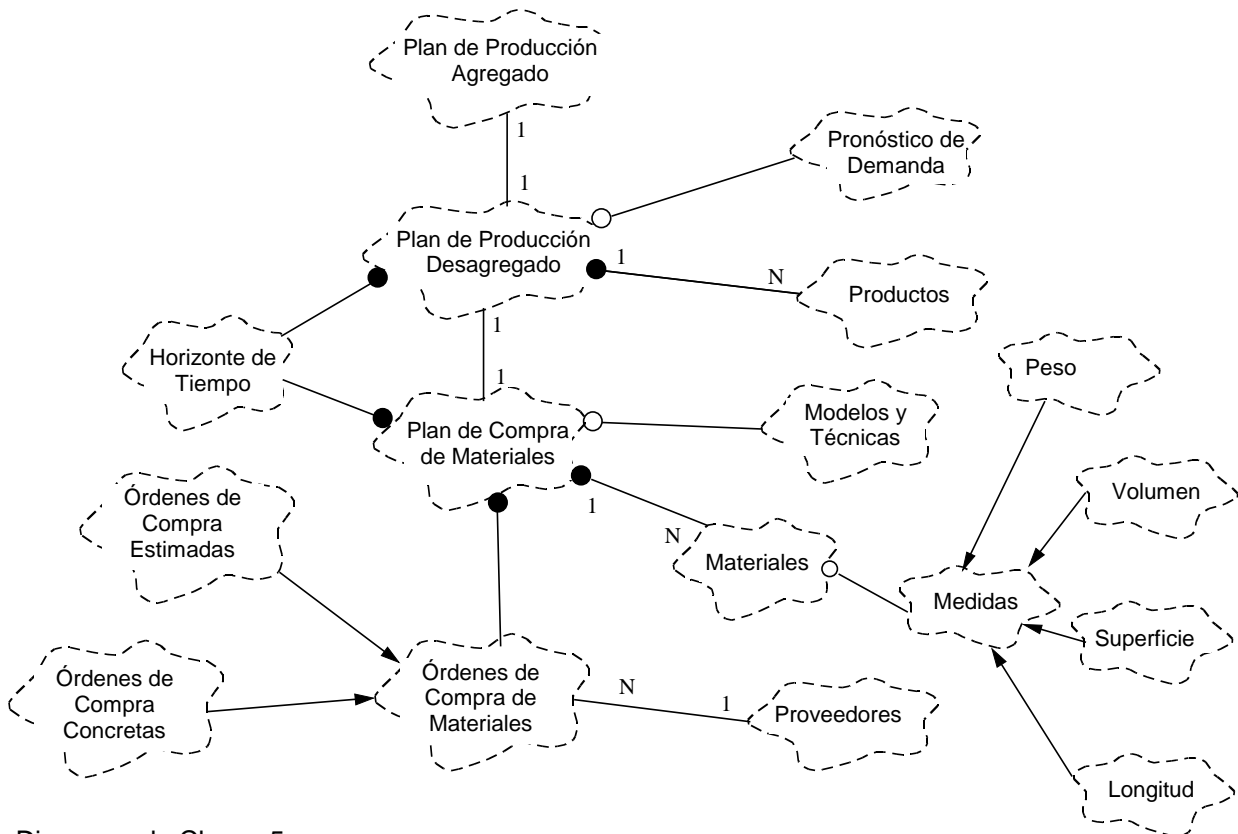 Plan de Producción
Agregado
1
Pronóstico de
Demanda
1
Plan de Producción
Desagregado
1
N
Productos
1
Horizonte de
Tiempo
Peso
1
Modelos y
Técnicas
Plan de Compra
de Materiales
Órdenes de
Compra
Estimadas
1
N
Volumen
Materiales
Medidas
Superficie
Órdenes de
Compra
Concretas
Órdenes de
Compra de
Materiales
N
1
Proveedores
Longitud